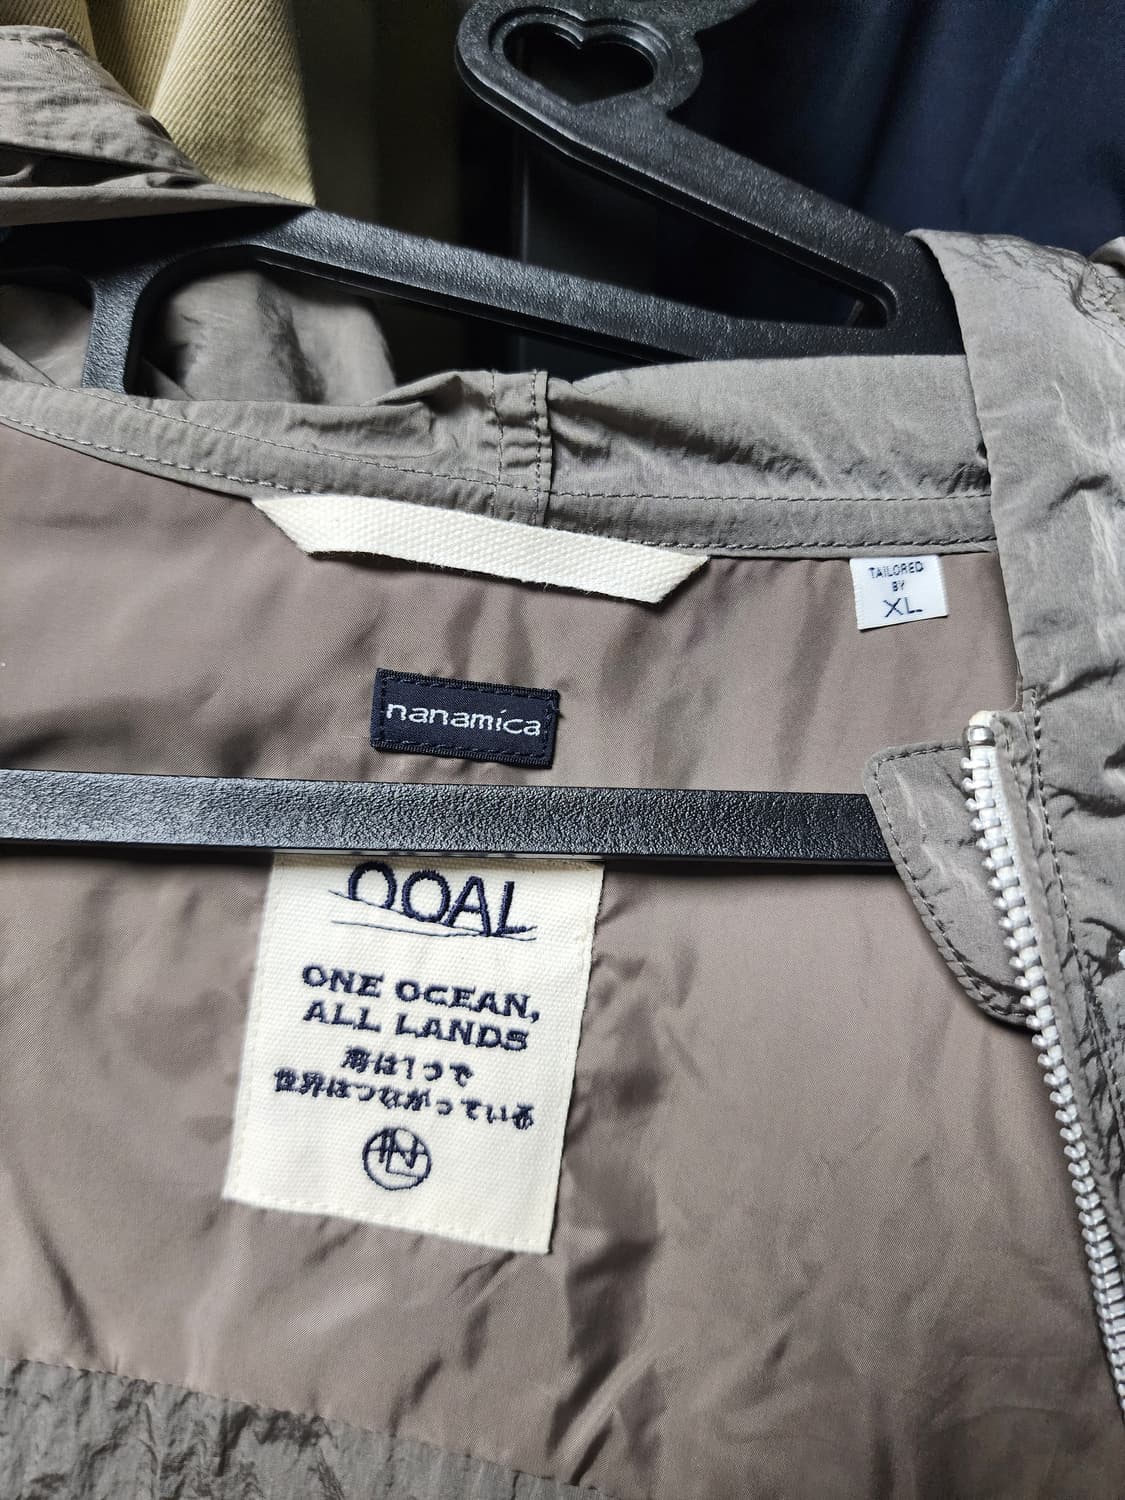 TAILORED
BY
XL
nanamica
OOAL
ONE OCEAN,
ALL LANDS
海は1つで
世界はつながっている